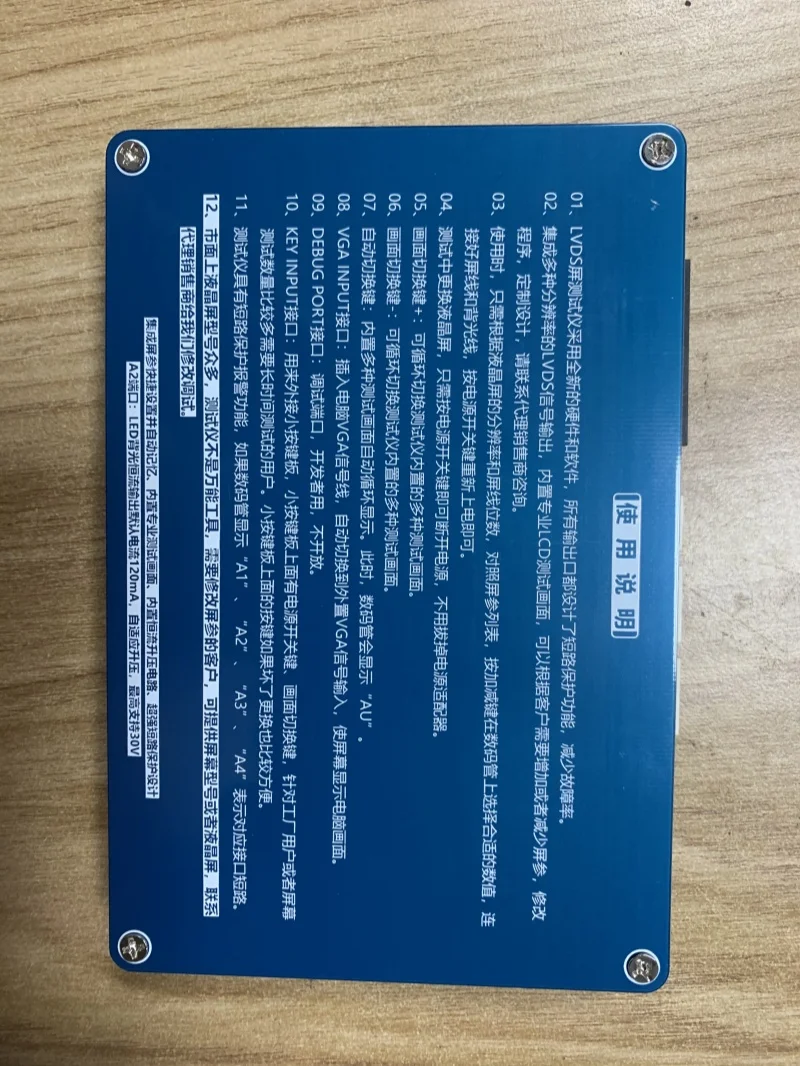 使用说明
01、LVDS屏测试仪采用全新的硬件和软件，所有输出口都设计了短路保护功能，减少故障率。
02、集成多种分辨率的LVDS信号输出，内置专业LCD测试画面，可以根据客户需要增加或者减少屏参，修改
程序，定制设计，请联系代理销售商咨询。
03、使用时，只需根据液晶屏的分辨率和屏线位数，对照屏参列表，按加减键在数码管上选择合适的数值，连
接好屏线和背光线，按电源开关键重新上电即可。
04、测试中更换液晶屏，只需按电源开关键即可断开电源，不用拔掉电源适配器。
05、画面切换键+：可循环切换测试仪内置的多种测试画面。
06、画面切换键-：可循环切换测试仪内置的多种测试画面。
07、自动切换键：内置多种测试画面自动循环显示。此时，数码管会显示“AU”。
08、VGA INPUT接口：插入电脑VGA信号线，自动切换到外置VGA信号输入，使屏幕显示电脑画面。
09、DEBUG PORT接口：调试端口，开发者用，不开放。
10、KEY INPUT接口：用来外接小按键板，小按键板上面有电源开关键、画面切换键，针对工厂用户或者屏幕
测试数量比较多需要长时间测试的用户。小按键板上面的按键如果坏了更换也比较方便。
11、测试仪具有短路保护报警功能，如果数码管显示“A1”、“A2”、“A3”、“A4”表示对应接口短路。
12、市面上液晶屏型号众多，测试仪不是万能工具，需要修改屏参的客户，可提供屏幕型号或者液晶屏，联系
代理销售商给我们修改调试。
集成屏参快捷设置并自动记忆、内置专业测试画面、内置恒流升压电路、超强短路保护设计
A2端口：LED背光恒流输出默认电流120mA，自适应升压，最高支持30V